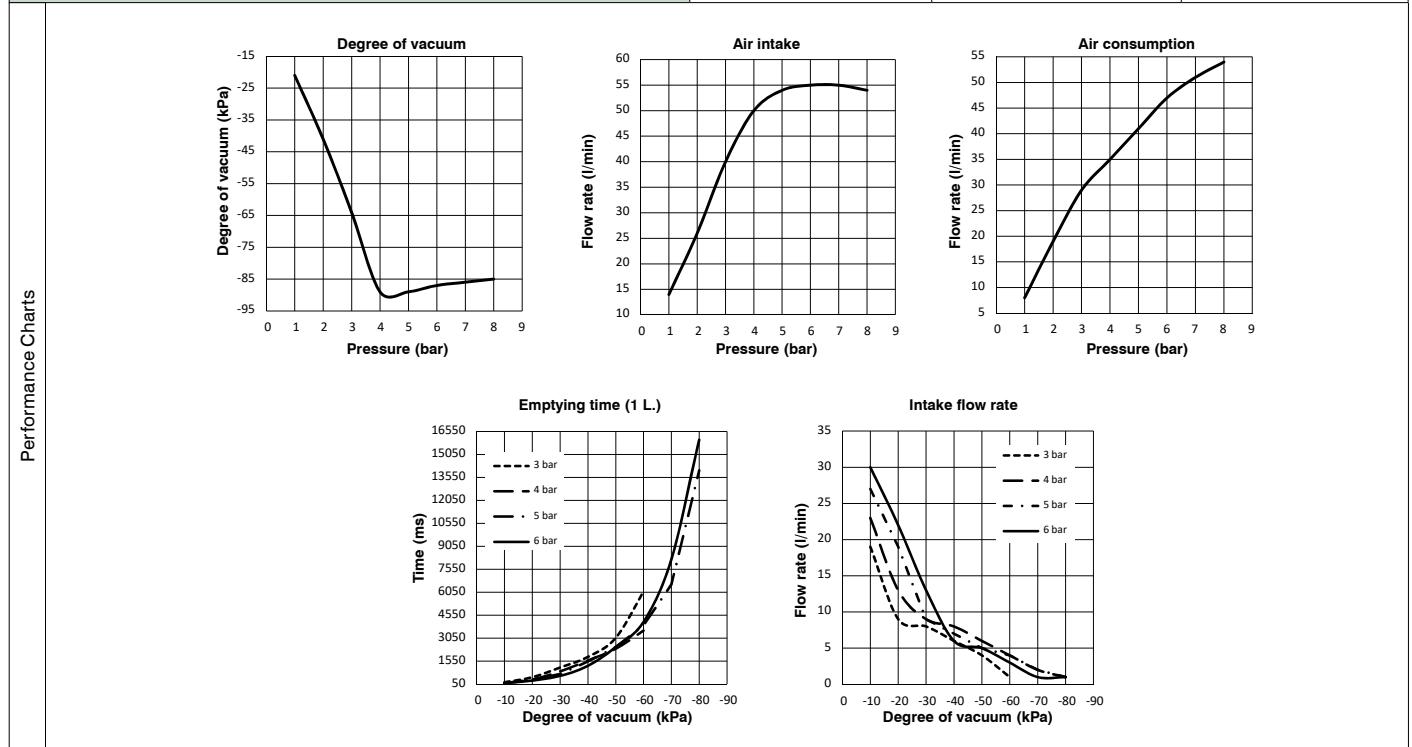 Performance Charts
Degree of vacuum
Degree of vacuum (kPa)
-15
-25
-35
-45
-55
-65
-75
-85
-95
0 1 2 3 4 5 6 7 8 9
Pressure (bar)
Air intake
Flow rate (l/min)
60
55
50
45
40
35
30
25
20
15
10
0 1 2 3 4 5 6 7 8 9
Pressure (bar)
Air consumption
Flow rate (l/min)
55
50
45
40
35
30
25
20
15
10
5
0 1 2 3 4 5 6 7 8 9
Pressure (bar)
Emptying time (1 L.)
Time (ms)
16550
15050
13550
12050
10550
9050
7550
6050
4550
3050
1550
50
3 bar
4 bar
5 bar
6 bar
0 -10 -20 -30 -40 -50 -60 -70 -80 -90
Degree of vacuum (kPa)
Intake flow rate
Flow rate (l/min)
35
30
25
20
15
10
5
0
3 bar
4 bar
5 bar
6 bar
0 -10 -20 -30 -40 -50 -60 -70 -80 -90
Degree of vacuum (kPa)